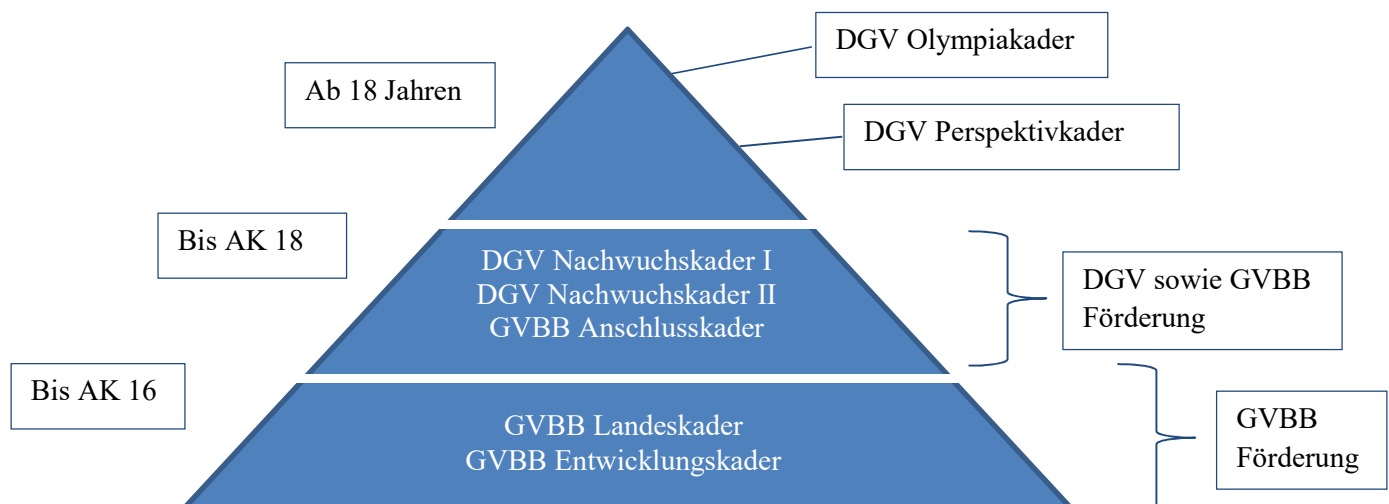 DGV Olympiakader
Ab 18 Jahren
DGV Perspektivkader
Bis AK 18
DGV Nachwuchskader I
DGV Nachwuchskader II
GVBB Anschlusskader
DGV sowie GVBB
Förderung
Bis AK 16
GVBB Landeskader
GVBB Entwicklungskader
GVBB
Förderung